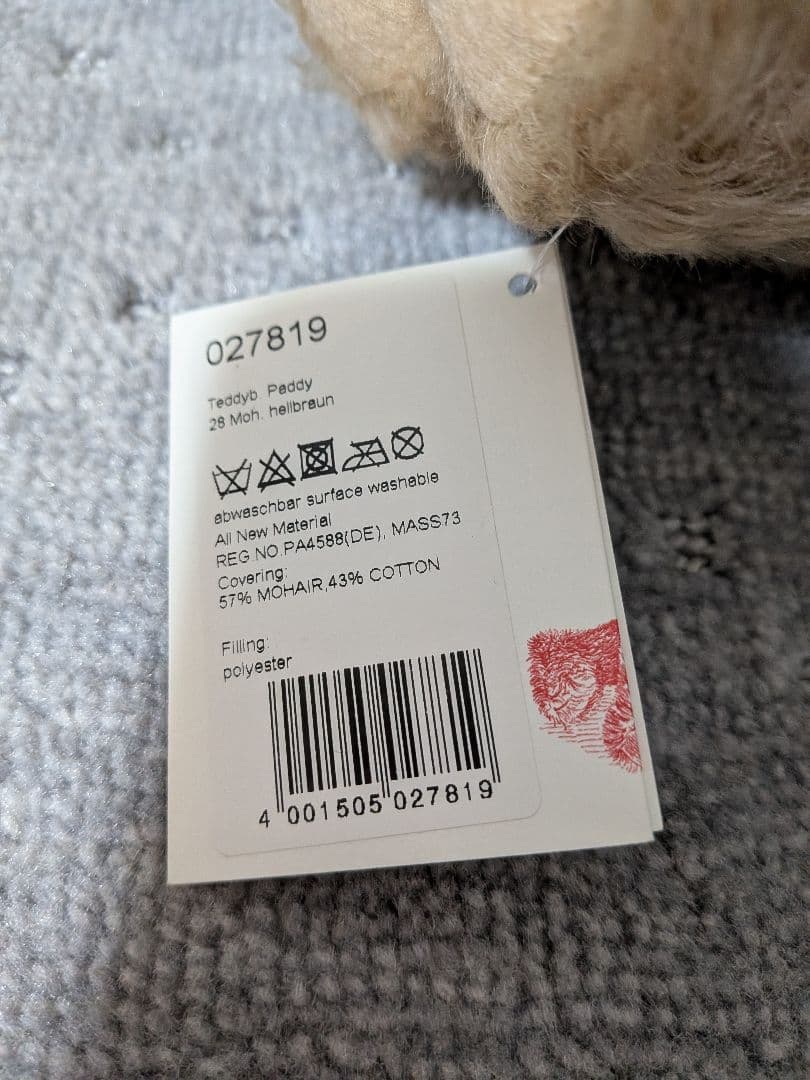 027819
Teddyb. Paddy
28 Moh. hellbraun
abwaschbar surface washable
All New Material
REG.NO.PA4588(DE), MASS73
Covering:
57% MOHAIR,43% COTTON
Filling:
polyester
4 001505 027819